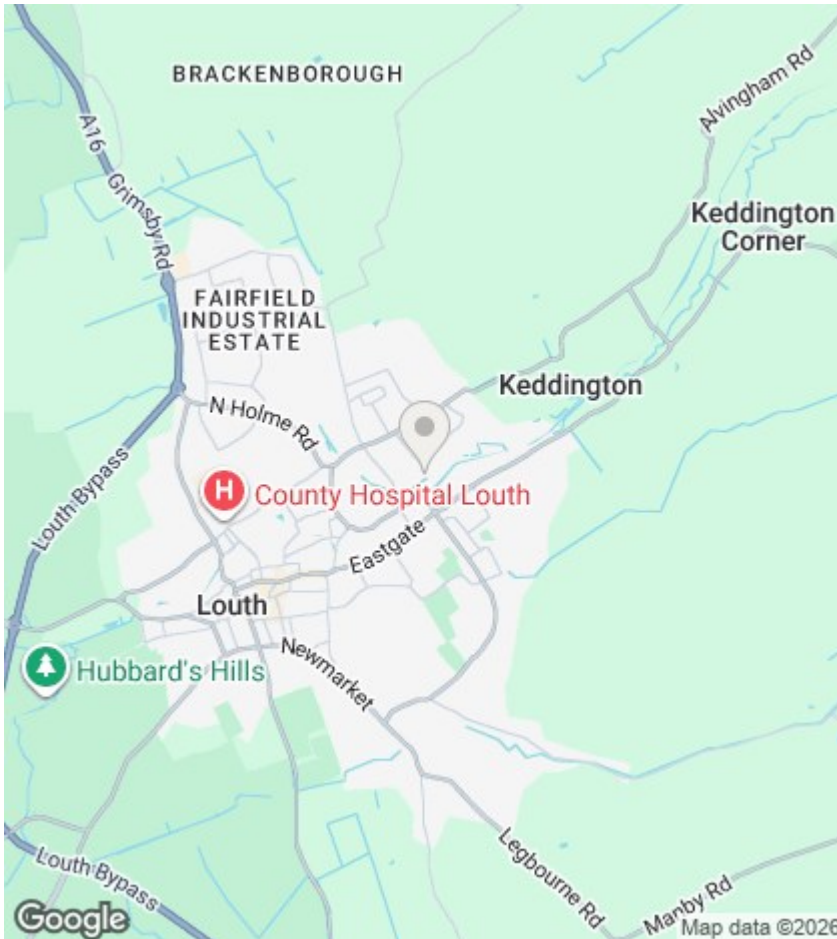 BRACKENBOROUGH
Alvingham Rd
A16
Grimsby Rd
Keddington
Corner
FAIRFIELD
INDUSTRIAL
ESTATE
Keddington
N Holme Rd
Louth Bypass
H
County Hospital Louth
Eastgate
Louth
Hubbard's Hills
Newmarket
Louth Bypass
Legbourne Rd
Manby Rd
Google
Map data ©2026